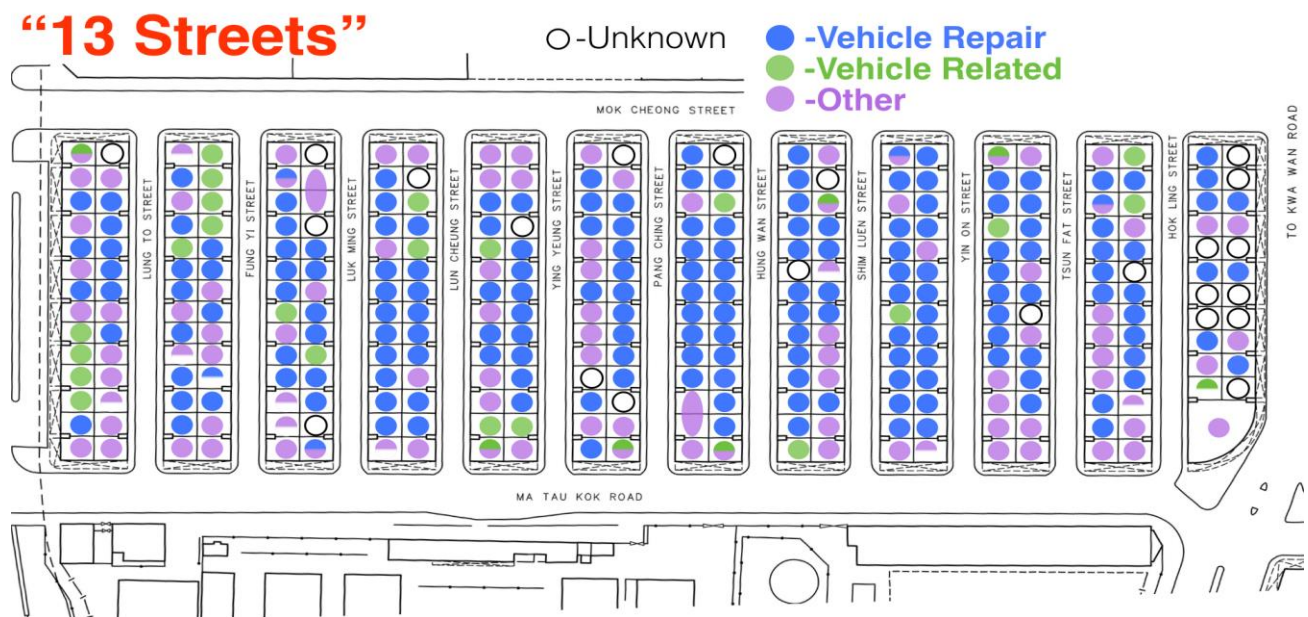 “13 Streets”
-Unknown
-Vehicle Repair
-Vehicle Related
-Other
MOK CHEONG STREET
LUNG TO STREET
FUNG YI STREET
LUK MING STREET
LUN CHEUNG STREET
YING YEUNG STREET
PANG CHING STREET
HUNG WAN STREET
SHIM LUEN STREET
YIN ON STREET
TSUN FAT STREET
HOK LING STREET
TO KWA WAN ROAD
MA TAU KOK ROAD